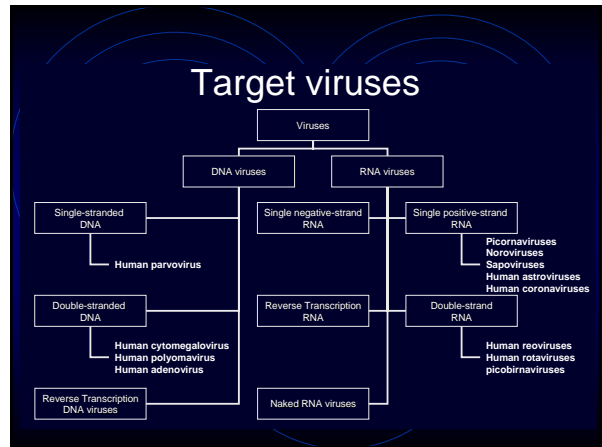 Target viruses
Viruses
DNA viruses
RNA viruses
Single-stranded
DNA
Human parvovirus
Double-stranded
DNA
Human cytomegalovirus
Human polyomavirus
Human adenovirus
Reverse Transcription
DNA viruses
Single negative-strand
RNA
Single positive-strand
RNA
Picornaviruses
Noroviruses
Sapoviruses
Human astroviruses
Human coronaviruses
Reverse Transcription
RNA
Double-strand
RNA
Human reoviruses
Human rotaviruses
picobirnaviruses
Naked RNA viruses